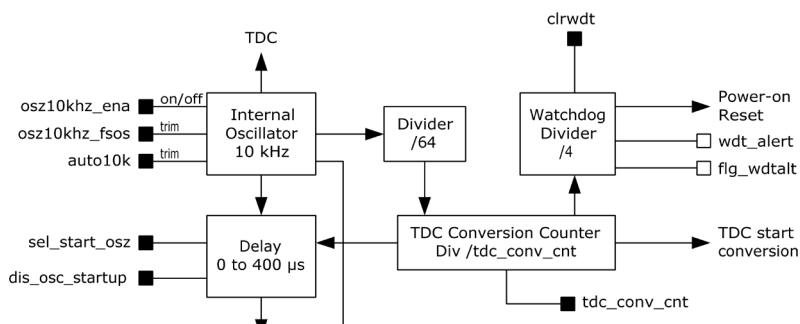 clrwdt
TDC
osz10khz_ena
on/off
osz10khz_fsos
trim
auto10k
trim
Internal
Oscillator
10 kHz
Divider
/64
Watchdog
Divider
/4
Power-on
Reset
wdt_alert
flg_wdtalt
sel_start_osz
dis_osc_startup
Delay
0 to 400 µs
TDC Conversion Counter
Div /tdc_conv_cnt
TDC start
conversion
tdc_conv_cnt